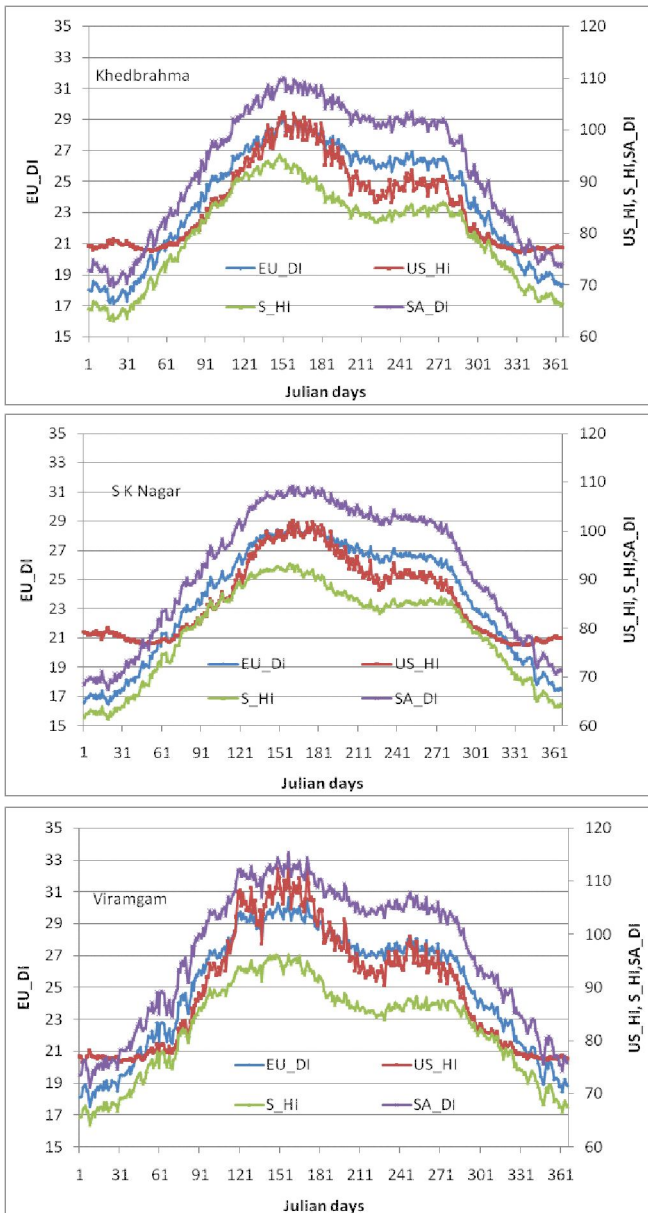 Khedbrahma
EU_DI
35
33
31
29
27
25
23
21
19
17
15
120
110
100
90
80
70
60
US_HI, S_HI,SA_DI
EU_DI US_HI
S_HI SA_DI
1 31 61 91 121 151 181 211 241 271 301 331 361
Julian days
S K Nagar
EU_DI
35
33
31
29
27
25
23
21
19
17
15
120
110
100
90
80
70
60
US_HI, S_HI,SA_DI
EU_Di US_HI
S_HI SA_DI
1 31 61 91 121 151 181 211 241 271 301 331 361
Julian days
Viramgam
EU_DI
35
33
31
29
27
25
23
21
19
17
15
120
110
100
90
80
70
60
US_HI, S_HI,SA_DI
EU_DI US_HI
S_HI SA_DI
1 31 61 91 121 151 181 211 241 271 301 331 361
Julian days